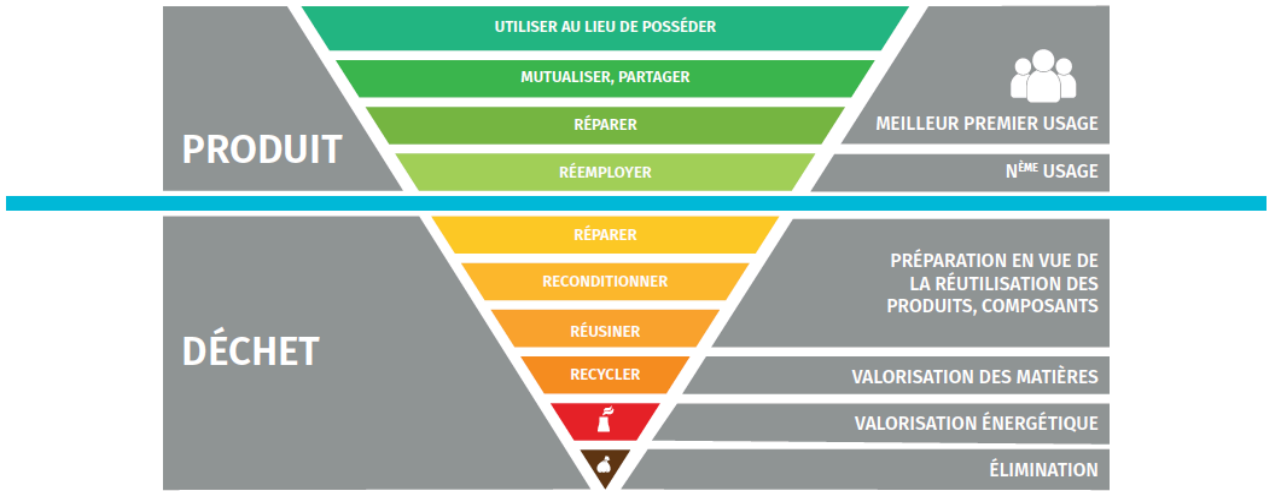 UTILISER AU LIEU DE POSSÉDER
MUTUALISER, PARTAGER
RÉPARER
MEILLEUR PREMIER USAGE
PRODUIT
RÉEMPLOYER
NÈME USAGE
RÉPARER
RECONDITIONNER
PRÉPARATION EN VUE DE
LA RÉUTILISATION DES
PRODUITS, COMPOSANTS
RÉUSINER
DÉCHET
RECYCLER
VALORISATION DES MATIÈRES
VALORISATION ÉNERGÉTIQUE
ÉLIMINATION